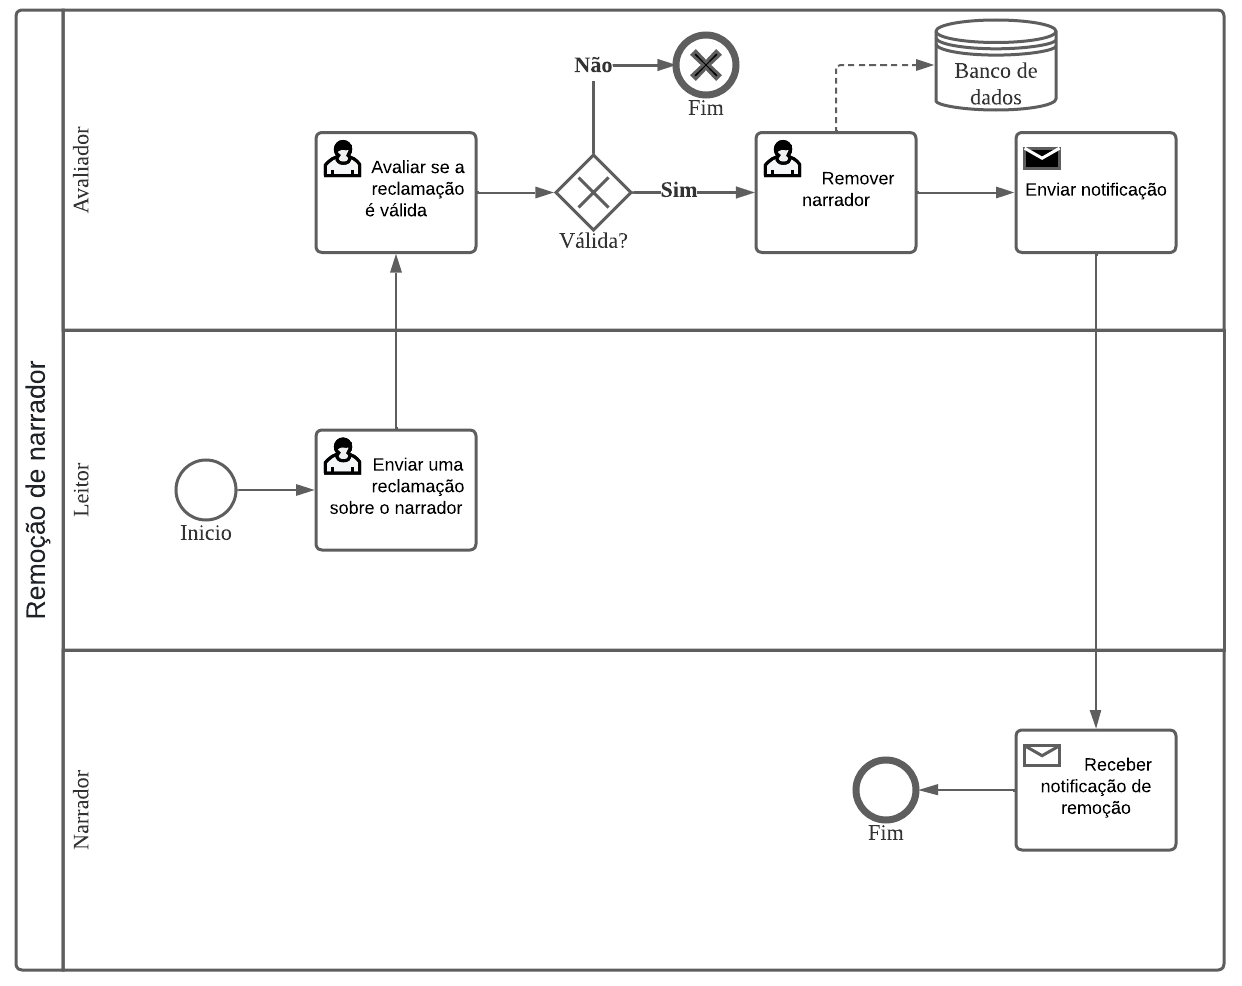 Remoção de narrador
Avaliador
Não
Fim
Banco de
dados
Avaliar se a
reclamação
é válida
Válida?
Sim
Remover
narrador
Enviar notificação
Leitor
Inicio
Enviar uma
reclamação
sobre o narrador
Narrador
Fim
Receber
notificação de
remoção